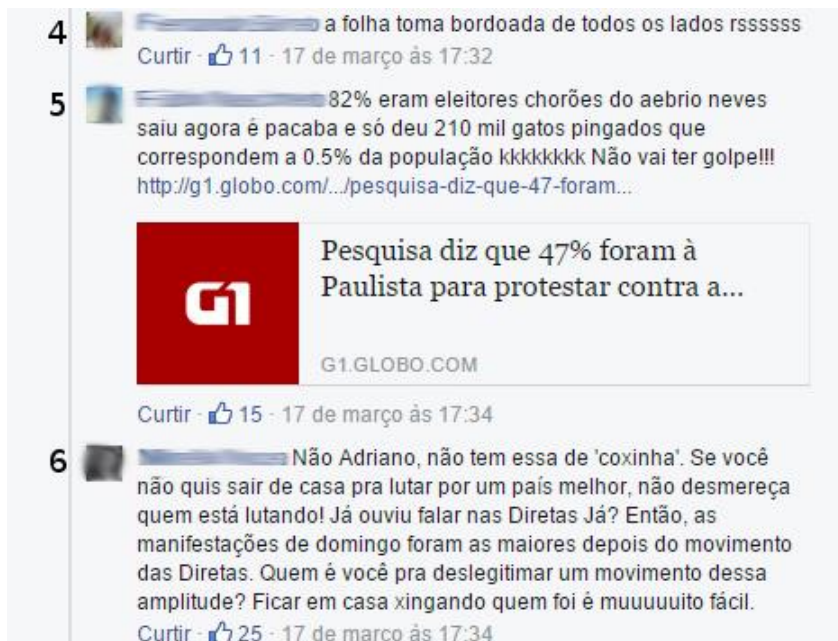 4 a folha toma bordoada de todos os lados rssssss
Curtir · 11 · 17 de março às 17:32
5 82% eram eleitores chorões do aebrio neves
saiu agora é pacaba e só deu 210 mil gatos pingados que
correspondem a 0.5% da população kkkkkkkk Não vai ter golpe!!!
http://g1.globo.com/.../pesquisa-diz-que-47-foram...
G1
Pesquisa diz que 47% foram à
Paulista para protestar contra a...
G1.GLOBO.COM
Curtir · 15 · 17 de março às 17:34
6 Não Adriano, não tem essa de 'coxinha'. Se você
não quis sair de casa pra lutar por um país melhor, não desmereça
quem está lutando! Já ouviu falar nas Diretas Já? Então, as
manifestações de domingo foram as maiores depois do movimento
das Diretas. Quem é você pra deslegitimar um movimento dessa
amplitude? Ficar em casa xingando quem foi é muuuuuito fácil.
Curtir · 25 · 17 de março às 17:34